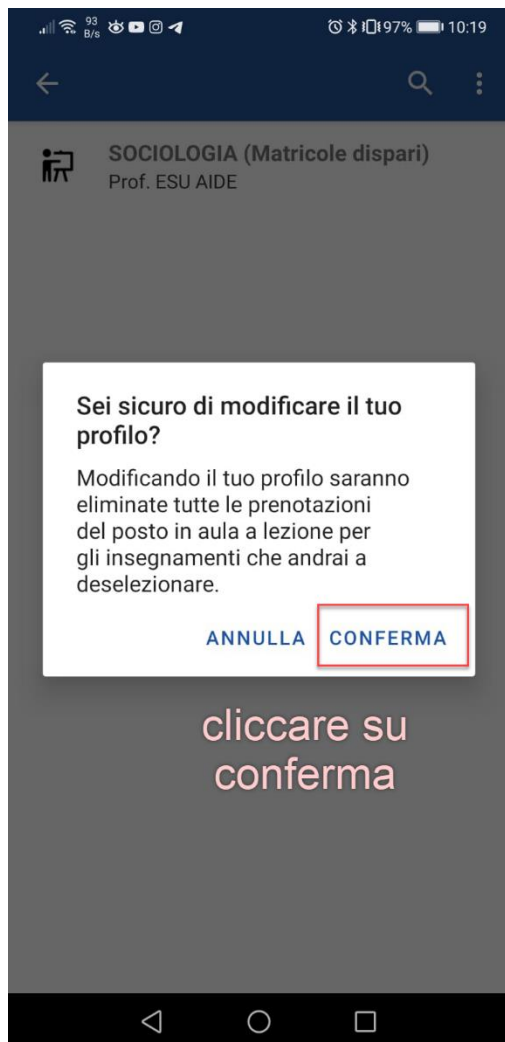 93
B/s
97% 10:19
SOCIOLOGIA (Matricole dispari)
Prof. ESU AIDE
Sei sicuro di modificare il tuo
profilo?
Modificando il tuo profilo saranno
eliminate tutte le prenotazioni
del posto in aula a lezione per
gli insegnamenti che andrai a
deselezionare.
ANNULLA CONFERMA
cliccare su
conferma